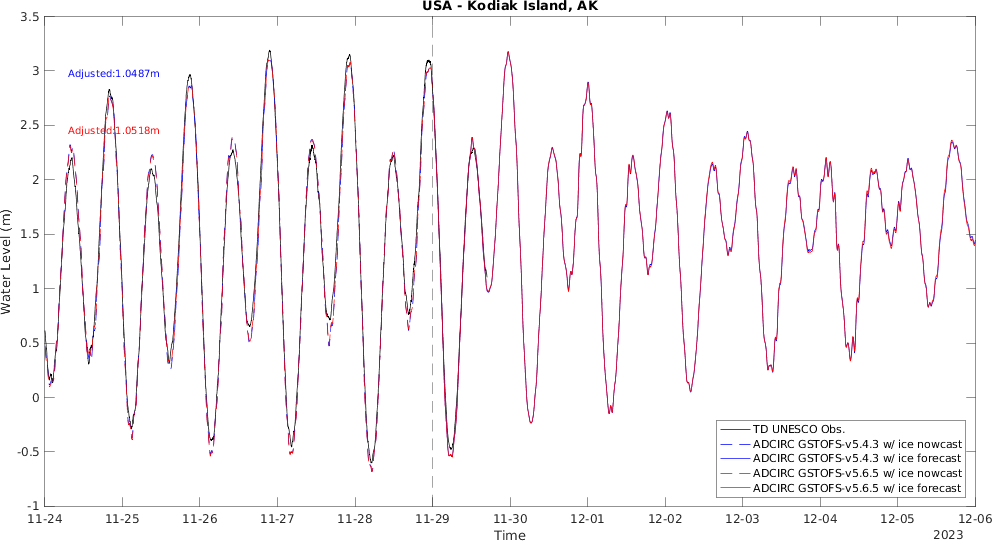 USA - Kodiak Island, AK
3.5
3
2.5
2
1.5
1
0.5
0
-0.5
-1
Water Level (m)
Adjusted:1.0487m
Adjusted:1.0518m
TD UNESCO Obs.
ADCIRC GSTOFS-v5.4.3 w/ ice nowcast
ADCIRC GSTOFS-v5.4.3 w/ ice forecast
ADCIRC GSTOFS-v5.6.5 w/ ice nowcast
ADCIRC GSTOFS-v5.6.5 w/ ice forecast
11-24 11-25 11-26 11-27 11-28 11-29 11-30 12-01 12-02 12-03 12-04 12-05 12-06
Time
2023